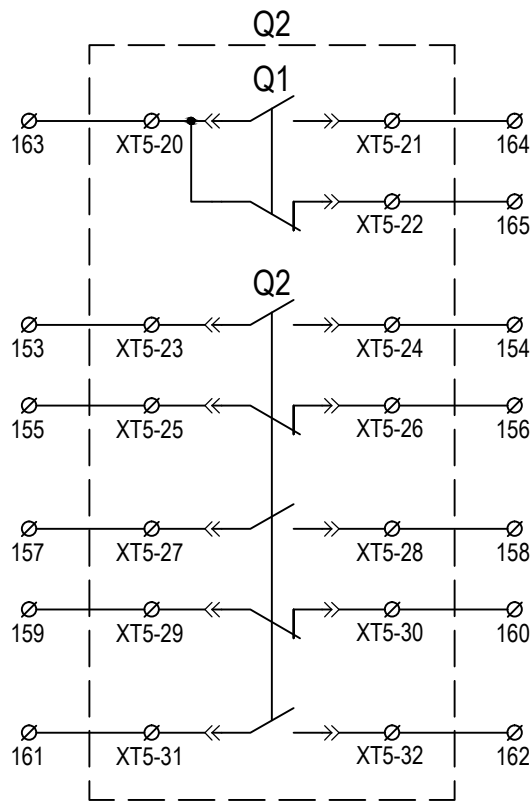 Q2
Q1
163 XT5-20 XT5-21 164
XT5-22 165
Q2
153 XT5-23 XT5-24 154
155 XT5-25 XT5-26 156
157 XT5-27 XT5-28 158
159 XT5-29 XT5-30 160
161 XT5-31 XT5-32 162